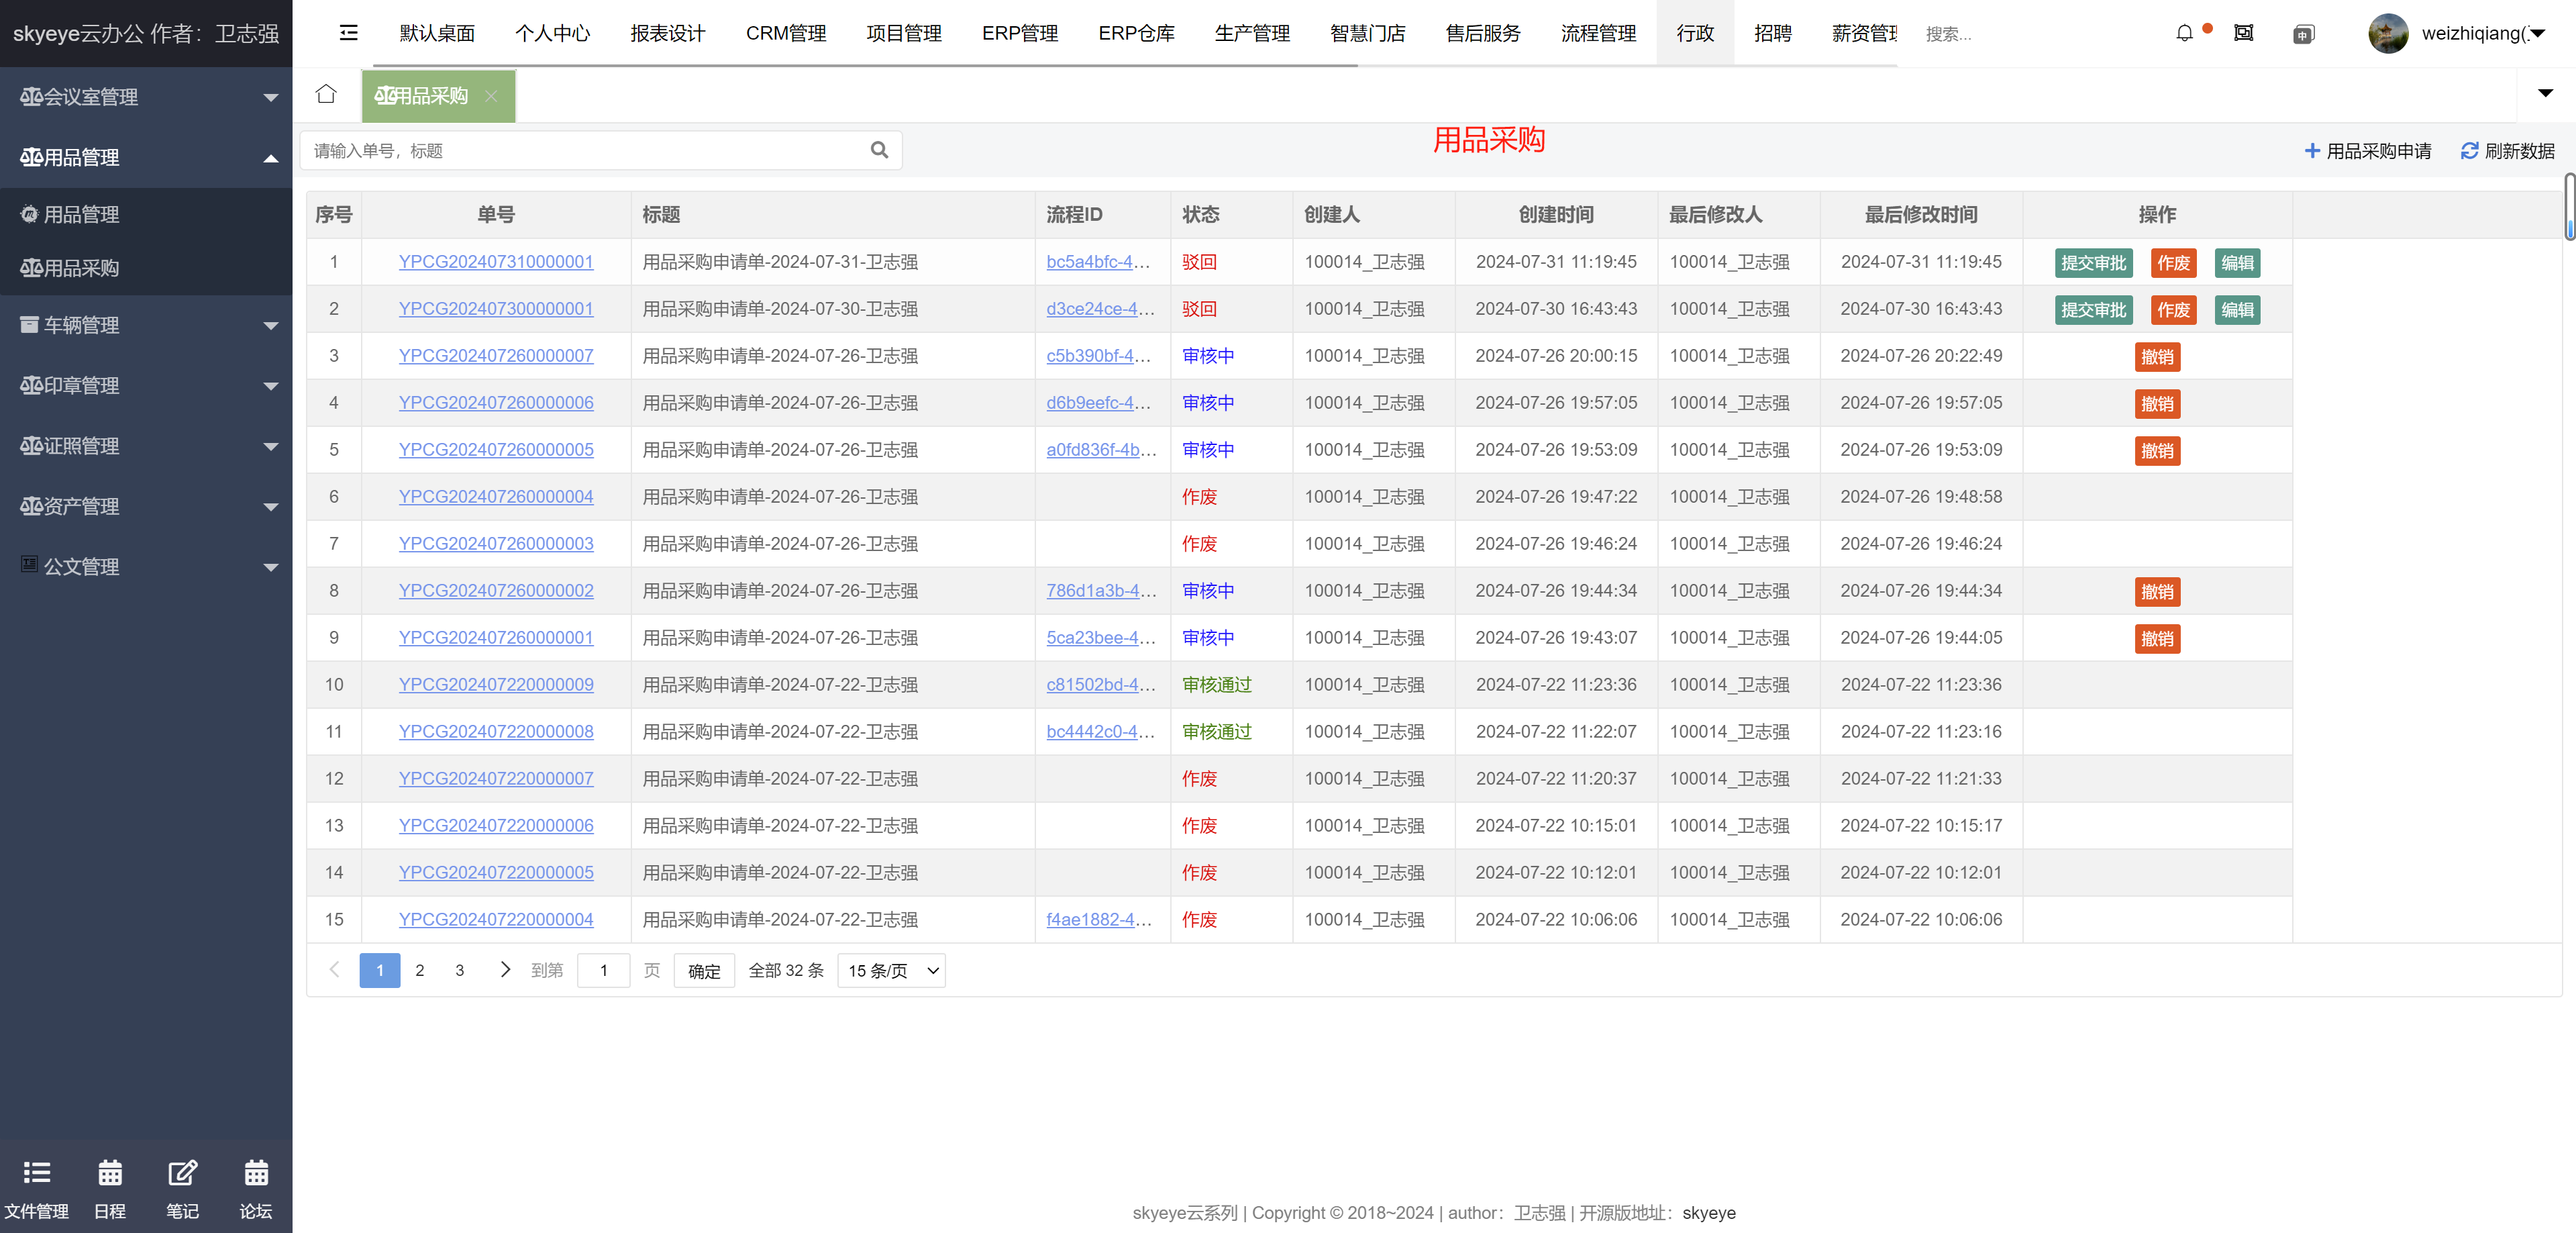 skyeye云办公 作者：卫志强
默认桌面 个人中心 报表设计 CRM管理 项目管理 ERP管理 ERP仓库 生产管理 智慧门店 售后服务 流程管理 行政 招聘 薪资管理 搜索... weizhiqiang(
会议室管理
用品管理
用品管理
用品采购
车辆管理
印章管理
证照管理
资产管理
公文管理
文件管理 日程 笔记 论坛
用品采购
请输入单号，标题
用品采购
用品采购申请 刷新数据
序号 单号 标题 流程ID 状态 创建人 创建时间 最后修改人 最后修改时间 操作
1 YPCG202407310000001 用品采购申请单-2024-07-31-卫志强 bc5a4bfc-4... 驳回 100014_卫志强 2024-07-31 11:19:45 100014_卫志强 2024-07-31 11:19:45 提交审批 作废 编辑
2 YPCG202407300000001 用品采购申请单-2024-07-30-卫志强 d3ce24ce-4... 驳回 100014_卫志强 2024-07-30 16:43:43 100014_卫志强 2024-07-30 16:43:43 提交审批 作废 编辑
3 YPCG202407260000007 用品采购申请单-2024-07-26-卫志强 c5b390bf-4... 审核中 100014_卫志强 2024-07-26 20:00:15 100014_卫志强 2024-07-26 20:22:49 撤销
4 YPCG202407260000006 用品采购申请单-2024-07-26-卫志强 d6b9eefc-4... 审核中 100014_卫志强 2024-07-26 19:57:05 100014_卫志强 2024-07-26 19:57:05 撤销
5 YPCG202407260000005 用品采购申请单-2024-07-26-卫志强 a0fd836f-4b... 审核中 100014_卫志强 2024-07-26 19:53:09 100014_卫志强 2024-07-26 19:53:09 撤销
6 YPCG202407260000004 用品采购申请单-2024-07-26-卫志强 作废 100014_卫志强 2024-07-26 19:47:22 100014_卫志强 2024-07-26 19:48:58
7 YPCG202407260000003 用品采购申请单-2024-07-26-卫志强 作废 100014_卫志强 2024-07-26 19:46:24 100014_卫志强 2024-07-26 19:46:24
8 YPCG202407260000002 用品采购申请单-2024-07-26-卫志强 786d1a3b-4... 审核中 100014_卫志强 2024-07-26 19:44:34 100014_卫志强 2024-07-26 19:44:34 撤销
9 YPCG202407260000001 用品采购申请单-2024-07-26-卫志强 5ca23bee-4... 审核中 100014_卫志强 2024-07-26 19:43:07 100014_卫志强 2024-07-26 19:44:05 撤销
10 YPCG202407220000009 用品采购申请单-2024-07-22-卫志强 c81502bd-4... 审核通过 100014_卫志强 2024-07-22 11:23:36 100014_卫志强 2024-07-22 11:23:36
11 YPCG202407220000008 用品采购申请单-2024-07-22-卫志强 bc4442c0-4... 审核通过 100014_卫志强 2024-07-22 11:22:07 100014_卫志强 2024-07-22 11:23:16
12 YPCG202407220000007 用品采购申请单-2024-07-22-卫志强 作废 100014_卫志强 2024-07-22 11:20:37 100014_卫志强 2024-07-22 11:21:33
13 YPCG202407220000006 用品采购申请单-2024-07-22-卫志强 作废 100014_卫志强 2024-07-22 10:15:01 100014_卫志强 2024-07-22 10:15:17
14 YPCG202407220000005 用品采购申请单-2024-07-22-卫志强 作废 100014_卫志强 2024-07-22 10:12:01 100014_卫志强 2024-07-22 10:12:01
15 YPCG202407220000004 用品采购申请单-2024-07-22-卫志强 f4ae1882-4... 作废 100014_卫志强 2024-07-22 10:06:06 100014_卫志强 2024-07-22 10:06:06
1 2 3 到第 1 页 确定 全部 32 条 15 条/页
skyeye云系列 | Copyright © 2018~2024 | author：卫志强 | 开源版地址：skyeye